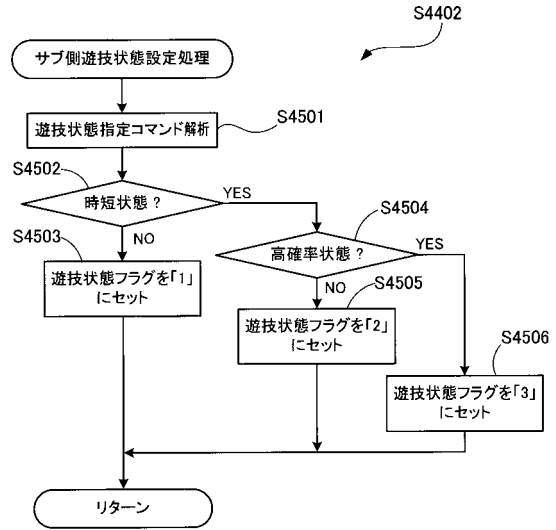 S4402
サブ側遊技状態設定処理
S4501
遊技状態指定コマンド解析
S4502
時短状態？
YES
NO
S4503
遊技状態フラグを「1」
にセット
S4504
高確率状態？
YES
NO
S4505
遊技状態フラグを「2」
にセット
S4506
遊技状態フラグを「3」
にセット
リターン